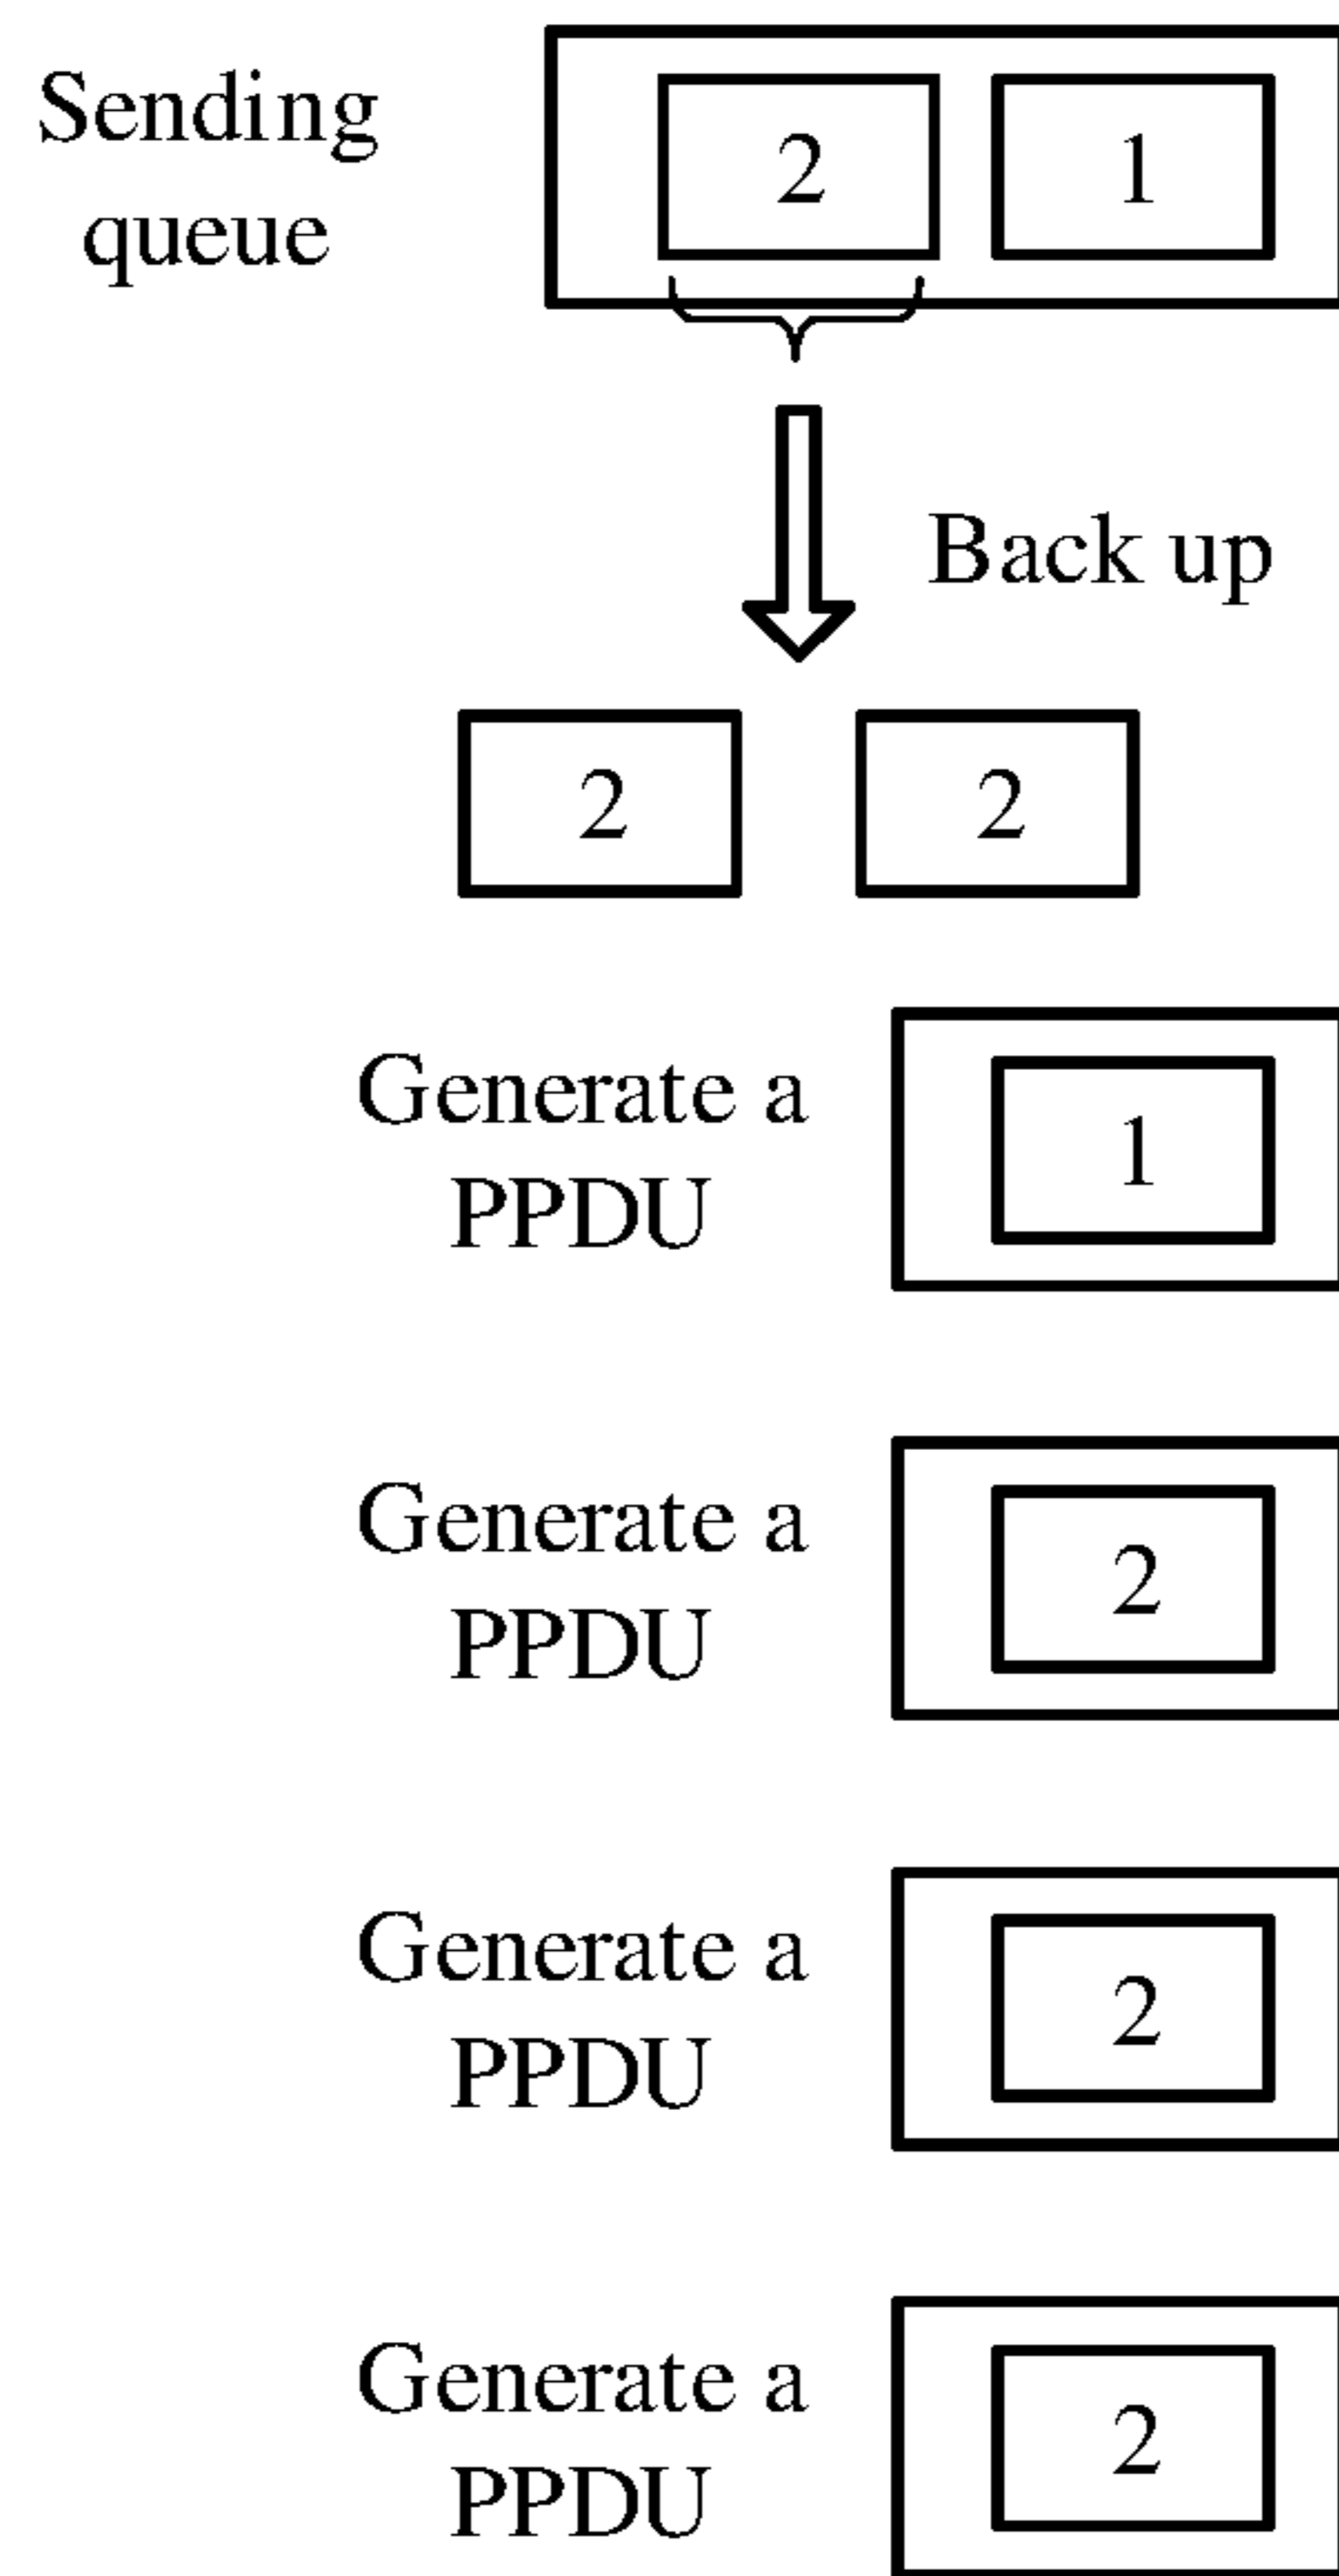 Sending
queue
2 1
Back up
2 2
Generate a
PPDU
1
Generate a
PPDU
2
Generate a
PPDU
2
Generate a
PPDU
2